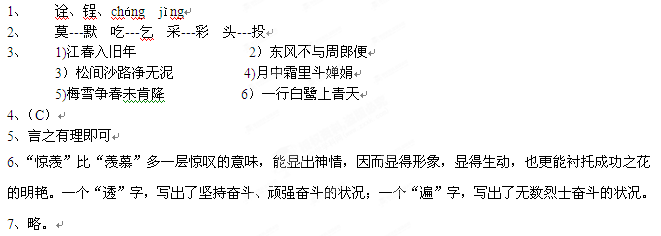 1、 诠、锃、chóng jìng
2、 莫---默 吃---乞 采---彩 头---投
3、 1)江春入旧年 2）东风不与周郎便
3）松间沙路净无泥 4)月中霜里斗婵娟
5)梅雪争春未肯降 6）一行白鹭上青天
4、（C）
5、言之有理即可
6、“惊羡”比“羡慕”多一层惊叹的意味，能显出神情，因而显得形象，显得生动，也更能衬托成功之花
的明艳。一个“透”字，写出了坚持奋斗、顽强奋斗的状况；一个“遍”字，写出了无数烈士奋斗的状况。
7、略。